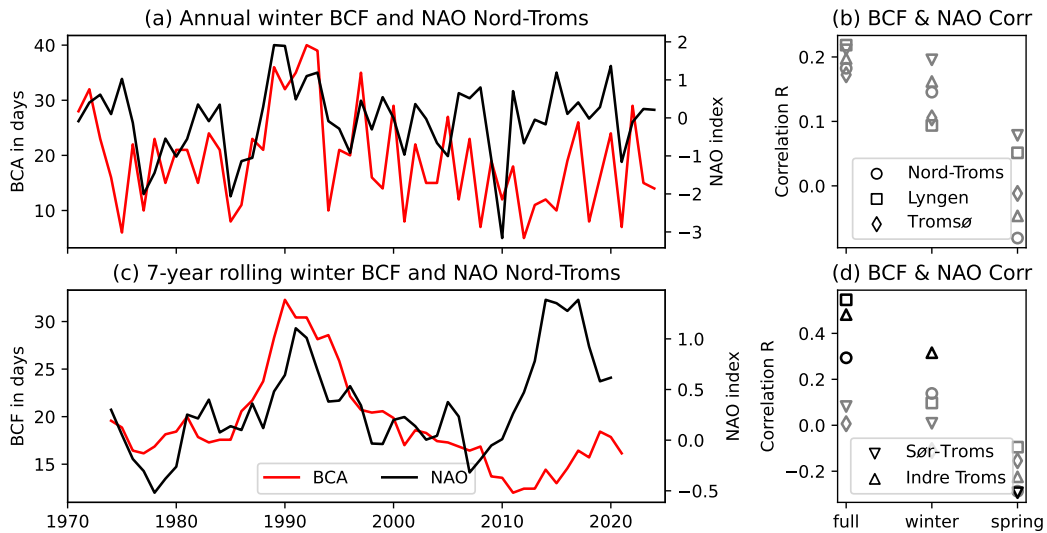 (a) Annual winter BCF and NAO Nord-Troms
BCA in days
40
30
20
10
2
1
0
−1
−2
−3
NAO index
(b) BCF & NAO Corr
Correlation R
0.2
0.1
0.0
Nord-Troms
Lyngen
Tromsø
(c) 7-year rolling winter BCF and NAO Nord-Troms
BCF in days
30
25
20
15
1.0
0.5
0.0
−0.5
NAO index
BCA NAO
1970 1980 1990 2000 2010 2020
(d) BCF & NAO Corr
Correlation R
0.4
0.2
0.0
−0.2
Sør-Troms
Indre Troms
full winter spring